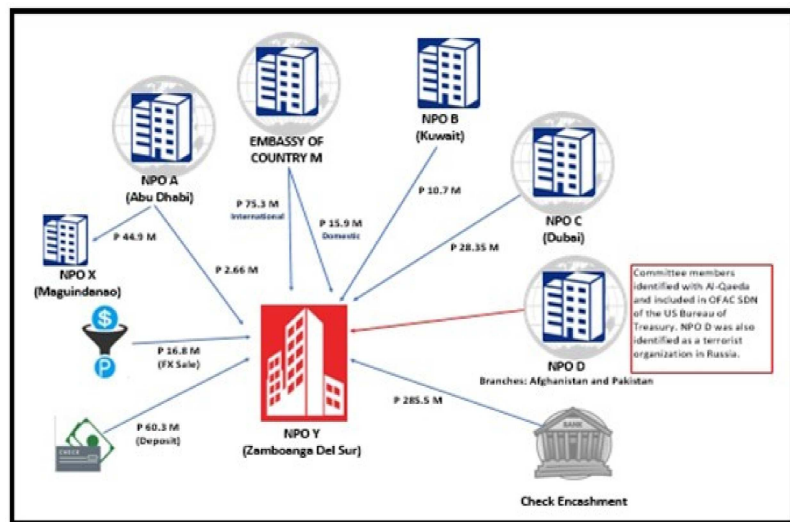 NPO A
(Abu Dhabi)
EMBASSY OF
COUNTRY M
NPO B
(Kuwait)
NPO C
(Dubai)
P 44.9 M
NPO X
(Maguindanao)
P 2.66 M
P 75.3 M
International
P 15.9 M
Domestic
P 10.7 M
P 28.35 M
$
P
P 16.8 M
(FX Sale)
CHECK
P 60.3 M
(Deposit)
NPO Y
(Zamboanga Del Sur)
NPO D
Branches: Afghanistan and Pakistan
Committee members
identified with Al-Qaeda
and included in OFAC SDN
of the US Bureau of
Treasury. NPO D was also
identified as a terrorist
organization in Russia.
P 285.5 M
BANK
Check Encashment